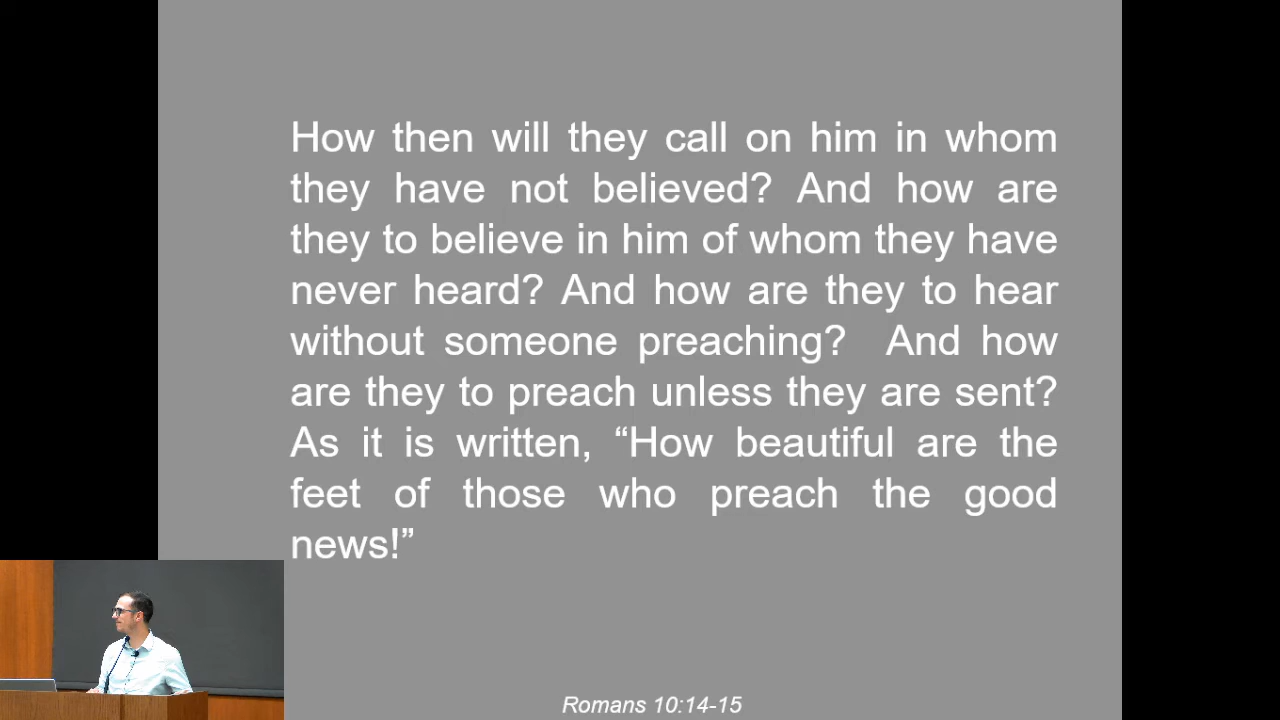 How then will they call on him in whom
they have not believed? And how are
they to believe in him of whom they have
never heard? And how are they to hear
without someone preaching? And how
are they to preach unless they are sent?
As it is written, “How beautiful are the
feet of those who preach the good
news!”
Romans 10:14-15